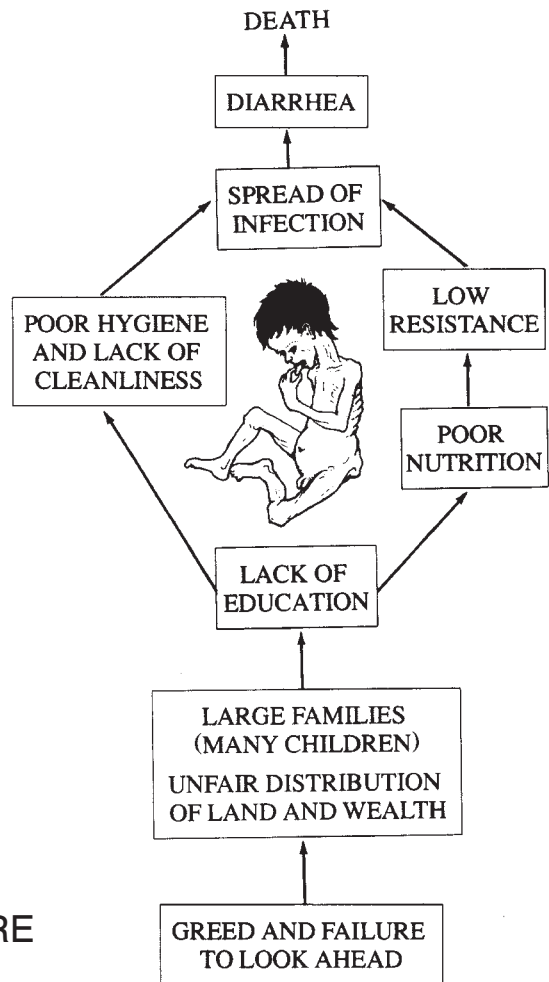 DEATH
DIARRHEA
SPREAD OF
INFECTION
POOR HYGIENE
AND LACK OF
CLEANLINESS
LOW
RESISTANCE
POOR
NUTRITION
LACK OF
EDUCATION
LARGE FAMILIES
(MANY CHILDREN)
UNFAIR DISTRIBUTION
OF LAND AND WEALTH
GREED AND FAILURE
TO LOOK AHEAD